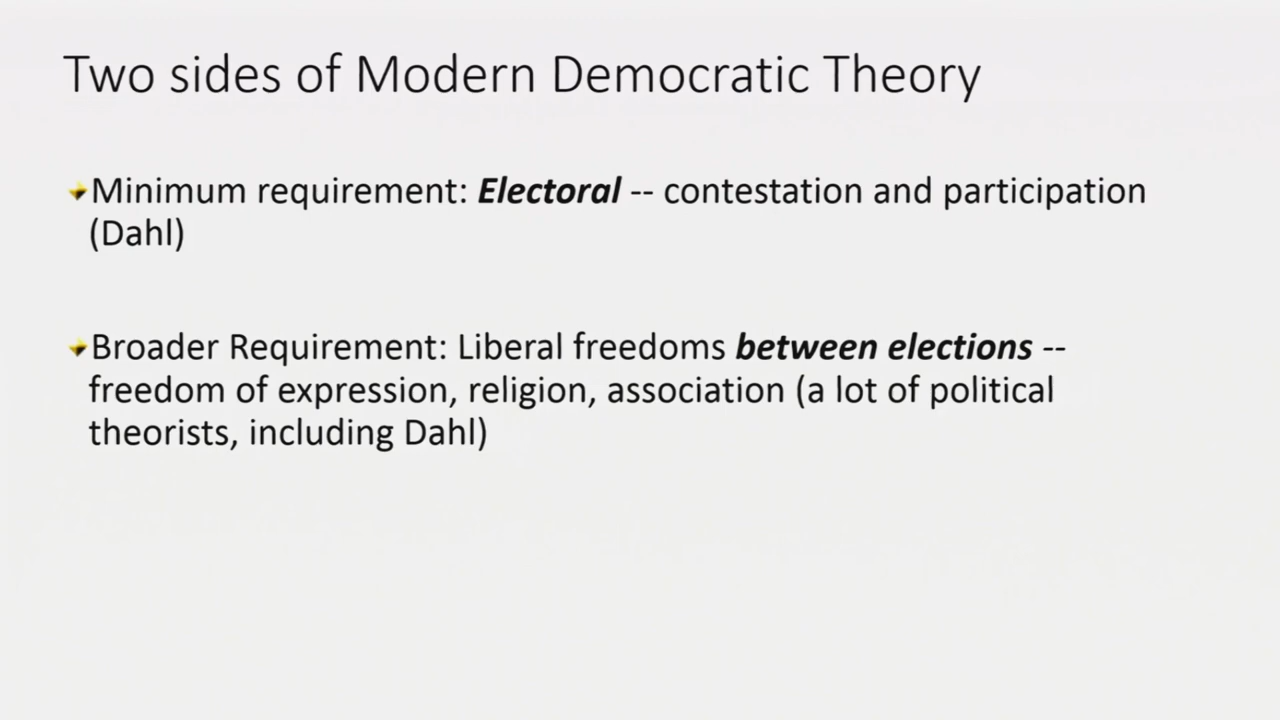 Two sides of Modern Democratic Theory
Minimum requirement: Electoral -- contestation and participation
(Dahl)
Broader Requirement: Liberal freedoms between elections --
freedom of expression, religion, association (a lot of political
theorists, including Dahl)